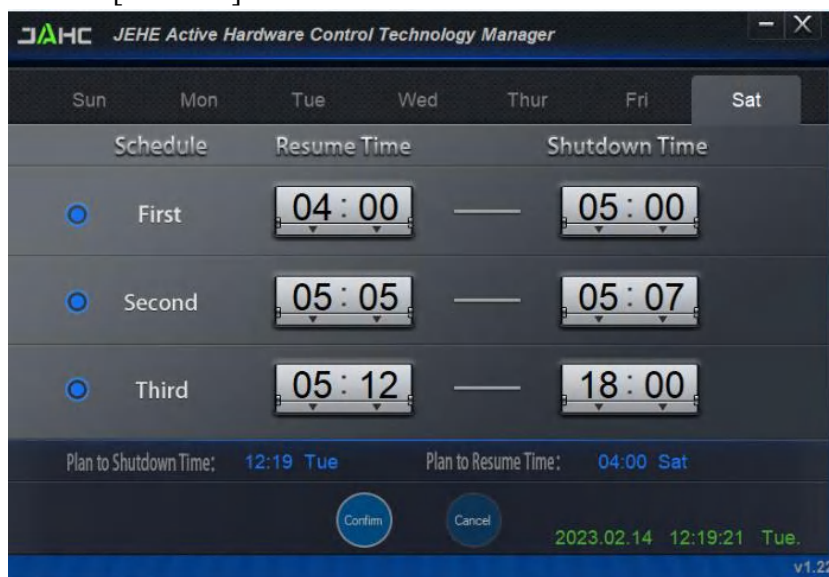 JAHC JEHE Active Hardware Control Technology Manager
Sun Mon Tue Wed Thur Fri Sat
Schedule Resume Time Shutdown Time
First 04:00 05:00
Second 05:05 05:07
Third 05:12 18:00
Plan to Shutdown Time: 12:19 Tue Plan to Resume Time: 04:00 Sat
Confirm Cancel
2023.02.14 12:19:21 Tue.